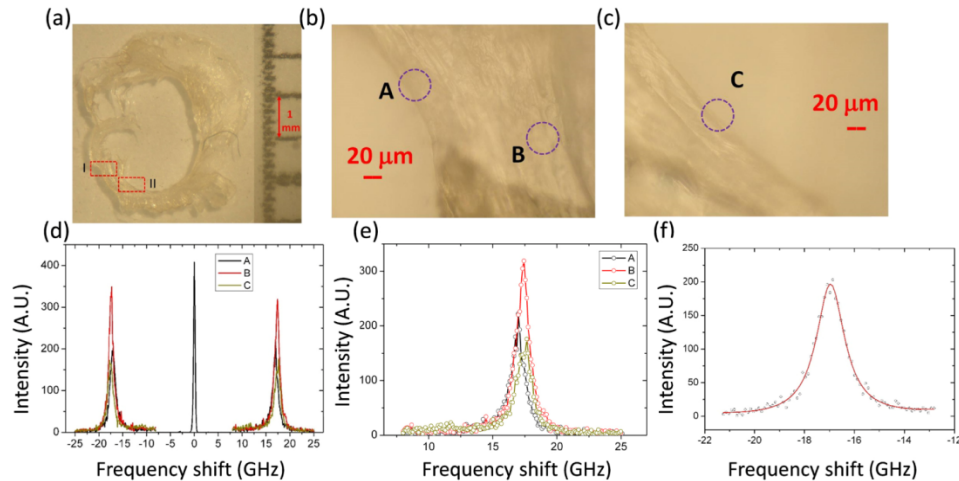 (a)
I
II
1
mm
(b)
A
B
20 μm
(c)
C
20 μm
(d)
Intensity (A.U.)
400
300
200
100
0
-25 -20 -15 -10 -5 0 5 10 15 20 25
Frequency shift (GHz)
A
B
C
(e)
Intensity (A.U.)
300
200
100
0
10 15 20 25
Frequency shift (GHz)
A
B
C
(f)
Intensity (A.U.)
250
200
150
100
50
0
-22 -20 -18 -16 -14 -12
Frequency shift (GHz)